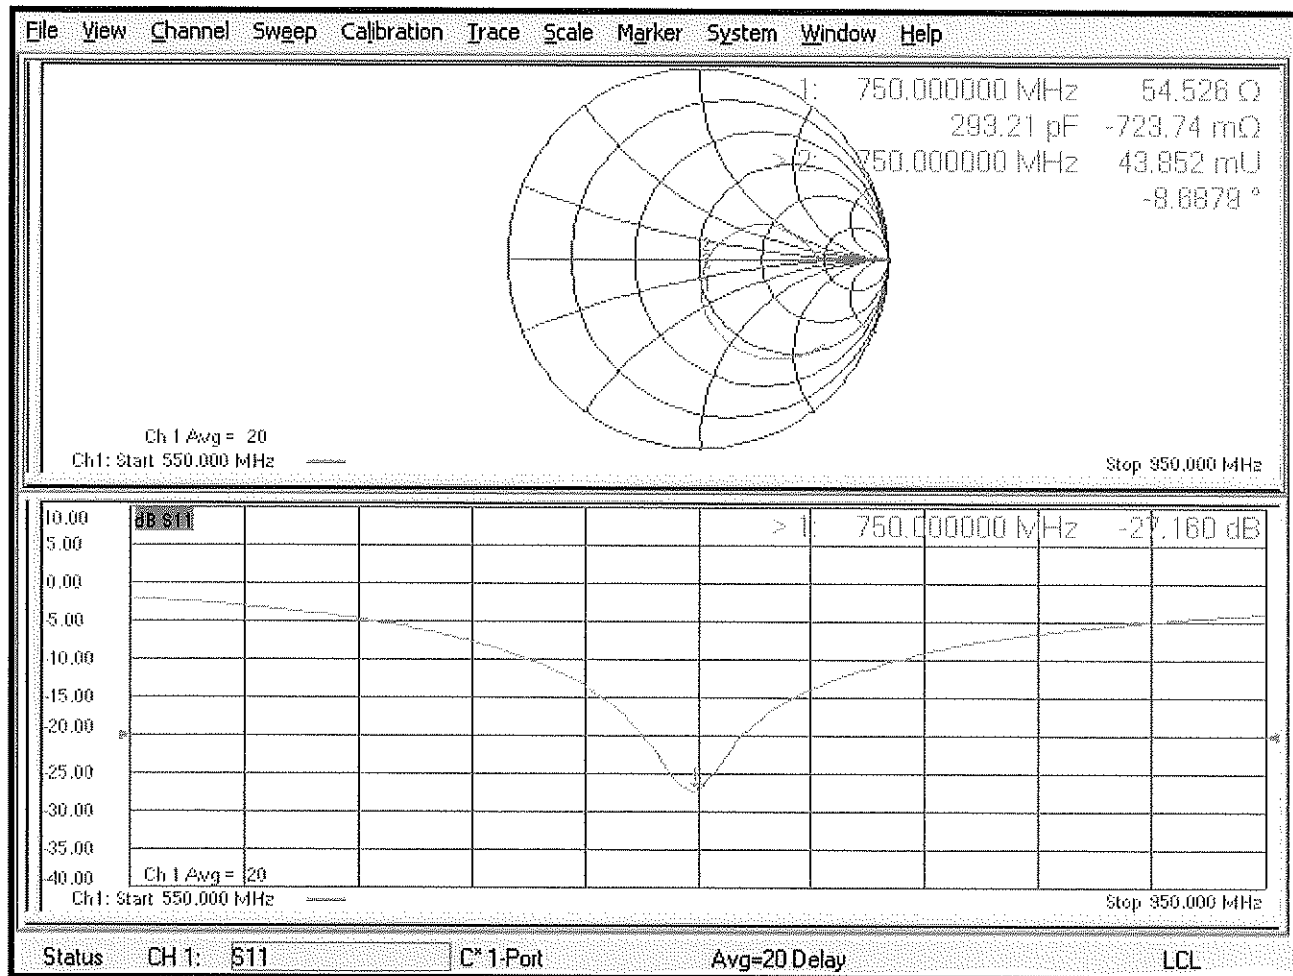 File View Channel Sweep Calibration Trace Scale Marker System Window Help
1: 750.000000 MHz 54.526 Ω
293.21 pF -723.74 mΩ
> 2: 750.000000 MHz 43.852 mU
-8.6879 °
Ch 1 Avg = 20
Ch1: Start 550.000 MHz
Stop 950.000 MHz
10.00
dB S11
> 1: 750.000000 MHz -27.160 dB
5.00
0.00
-5.00
-10.00
-15.00
-20.00
-25.00
-30.00
-35.00
-40.00
Ch 1 Avg = 20
Ch1: Start 550.000 MHz
Stop 950.000 MHz
Status CH 1: S11 C* 1-Port Avg=20 Delay LCL